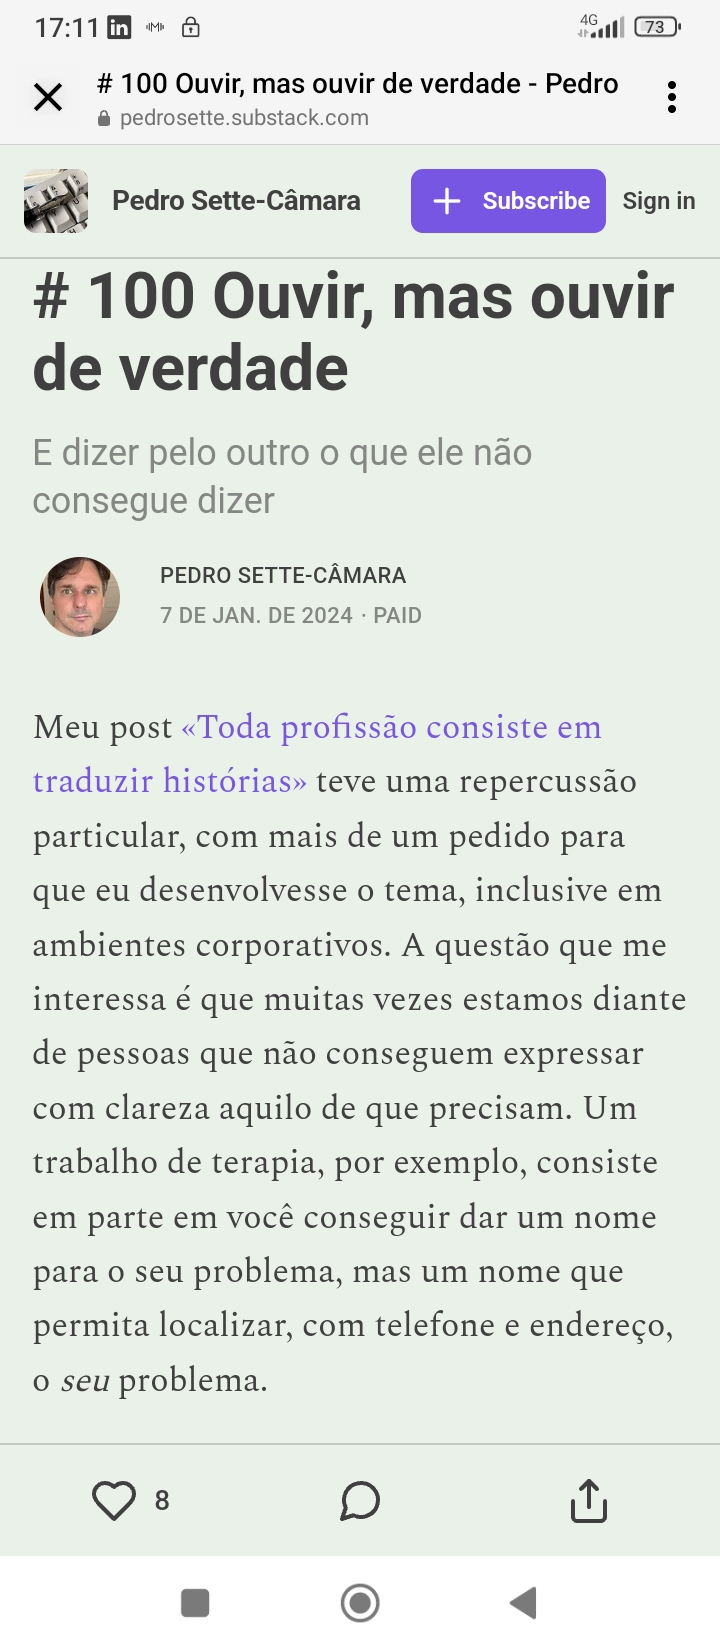 17:11
4G
73
# 100 Ouvir, mas ouvir de verdade - Pedro
pedrosette.substack.com
Pedro Sette-Câmara
Subscribe
Sign in
# 100 Ouvir, mas ouvir
de verdade
E dizer pelo outro o que ele não
consegue dizer
PEDRO SETTE-CÂMARA
7 DE JAN. DE 2024 · PAID
Meu post «Toda profissão consiste em
traduzir histórias» teve uma repercussão
particular, com mais de um pedido para
que eu desenvolvesse o tema, inclusive em
ambientes corporativos. A questão que me
interessa é que muitas vezes estamos diante
de pessoas que não conseguem expressar
com clareza aquilo de que precisam. Um
trabalho de terapia, por exemplo, consiste
em parte em você conseguir dar um nome
para o seu problema, mas um nome que
permita localizar, com telefone e endereço,
o seu problema.
8